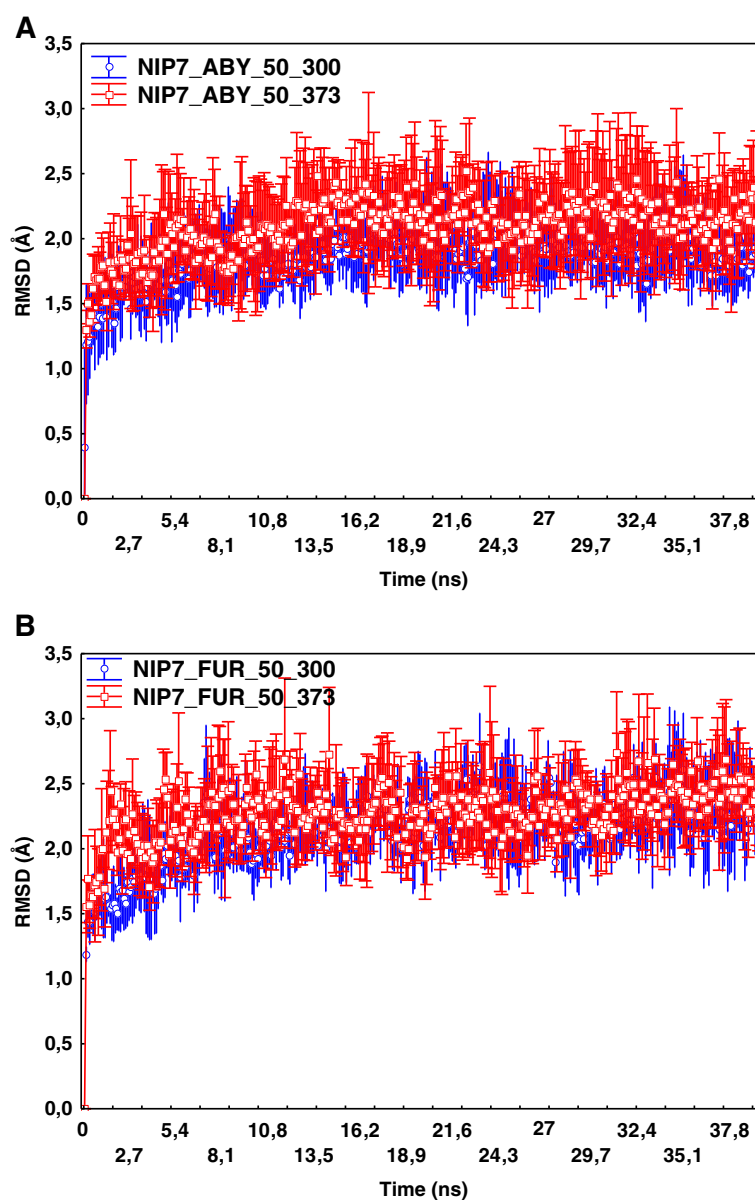 A
3,5
3,0
2,5
2,0
1,5
1,0
0,5
0,0
RMSD (Å)
NIP7_ABY_50_300
NIP7_ABY_50_373
0 5,4 10,8 16,2 21,6 27 32,4 37,8
2,7 8,1 13,5 18,9 24,3 29,7 35,1
Time (ns)
B
3,5
3,0
2,5
2,0
1,5
1,0
0,5
0,0
RMSD (Å)
NIP7_FUR_50_300
NIP7_FUR_50_373
0 5,4 10,8 16,2 21,6 27 32,4 37,8
2,7 8,1 13,5 18,9 24,3 29,7 35,1
Time (ns)